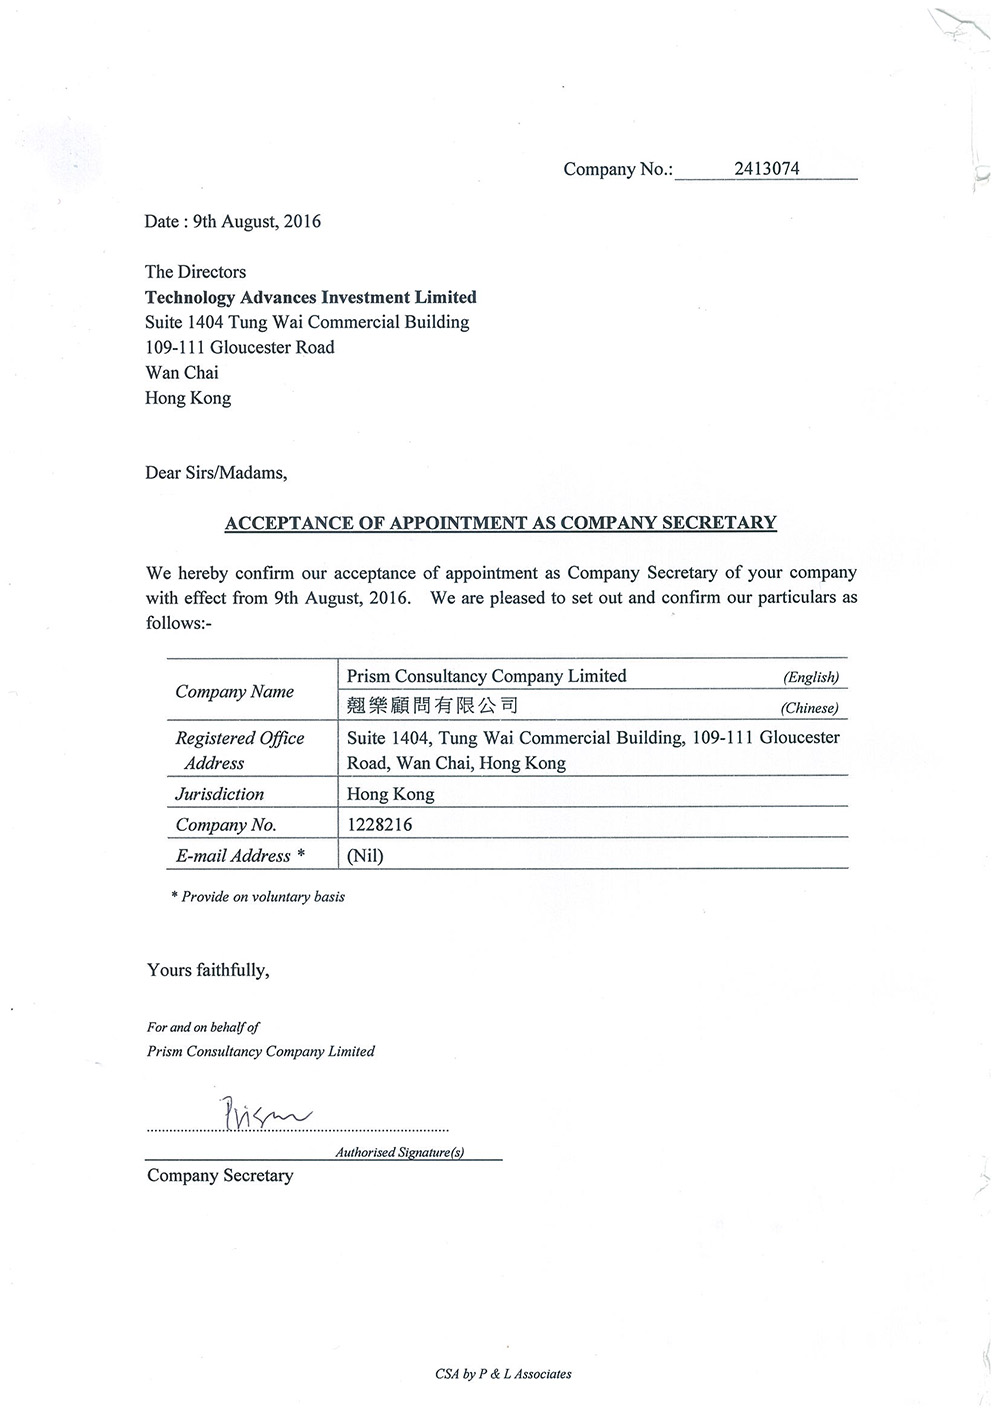 Company No.: 2413074
Date : 9th August, 2016
The Directors
Technology Advances Investment Limited
Suite 1404 Tung Wai Commercial Building
109-111 Gloucester Road
Wan Chai
Hong Kong
Dear Sirs/Madams,
ACCEPTANCE OF APPOINTMENT AS COMPANY SECRETARY
We hereby confirm our acceptance of appointment as Company Secretary of your company
with effect from 9th August, 2016. We are pleased to set out and confirm our particulars as
follows:-
Company Name
Prism Consultancy Company Limited (English)
翹樂顧問有限公司 (Chinese)
Registered Office
Address
Suite 1404, Tung Wai Commercial Building, 109-111 Gloucester
Road, Wan Chai, Hong Kong
Jurisdiction Hong Kong
Company No. 1228216
E-mail Address * (Nil)
* Provide on voluntary basis
Yours faithfully,
For and on behalf of
Prism Consultancy Company Limited
Prism
Authorised Signature(s)
Company Secretary
CSA by P & L Associates